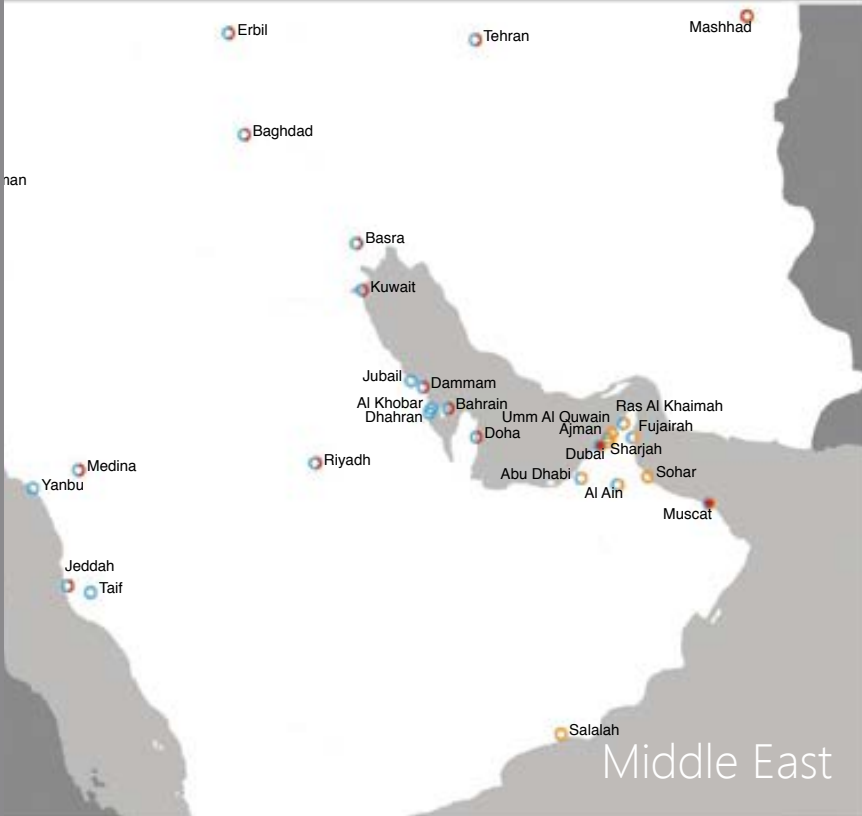 Erbil
Tehran
Mashhad
Baghdad
Basra
Kuwait
Jubail
Dammam
Al Khobar
Bahrain
Dhahran
Umm Al Quwain
Ras Al Khaimah
Ajman
Fujairah
Doha
Dubai
Sharjah
Medina
Riyadh
Abu Dhabi
Sohar
Yanbu
Al Ain
Muscat
Jeddah
Taif
Salalah
Middle East